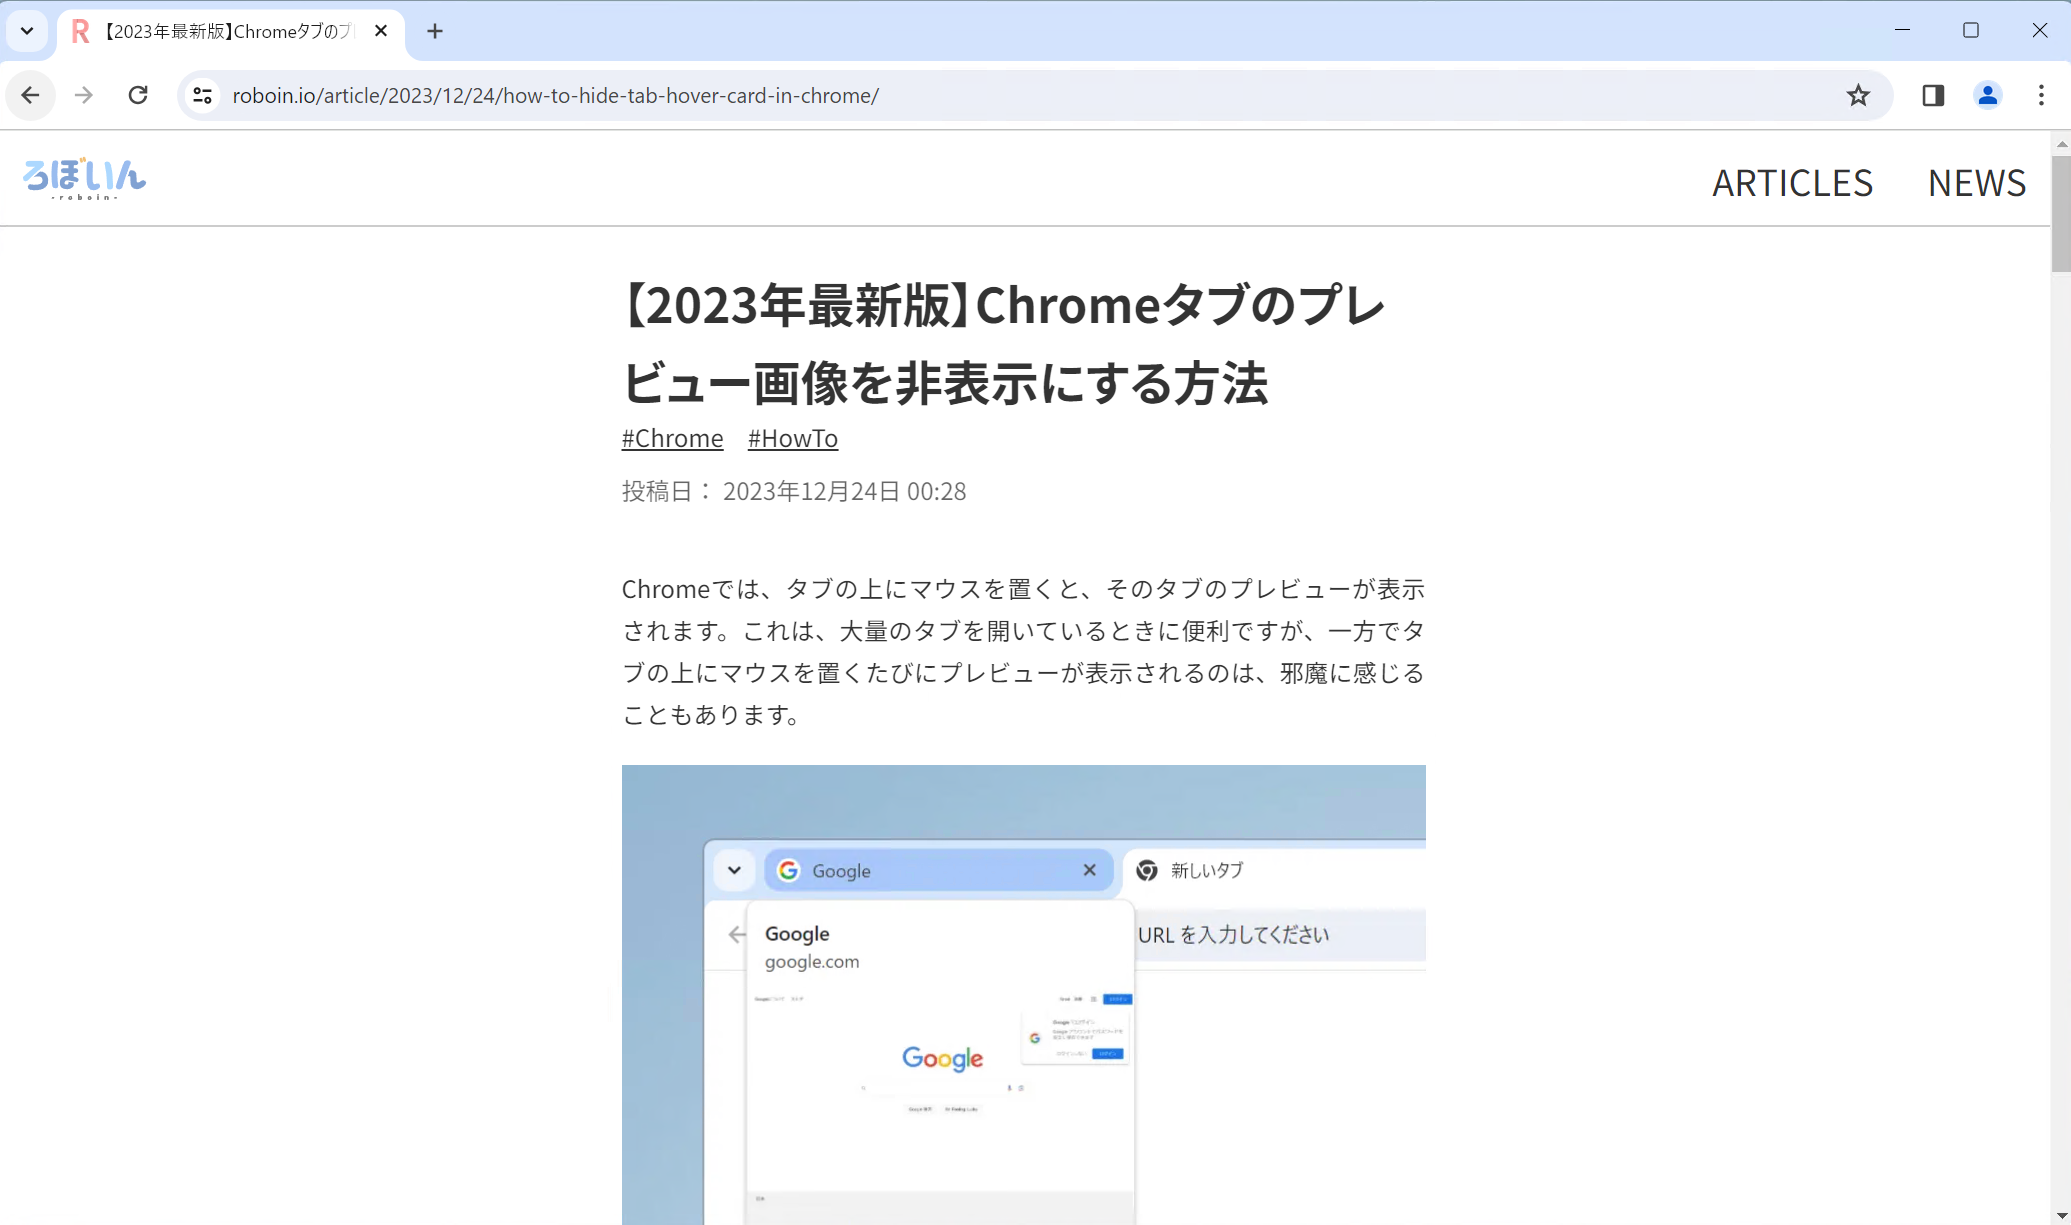 【2023年最新版】Chromeタブのプ
roboin.io/article/2023/12/24/how-to-hide-tab-hover-card-in-chrome/
ろぼいん
-roboin-
ARTICLES NEWS
【2023年最新版】Chromeタブのプレ
ビュー画像を非表示にする方法
#Chrome #HowTo
投稿日： 2023年12月24日 00:28
Chromeでは、タブの上にマウスを置くと、そのタブのプレビューが表示
されます。これは、大量のタブを開いているときに便利ですが、一方でタ
ブの上にマウスを置くたびにプレビューが表示されるのは、邪魔に感じる
こともあります。
Google
新しいタブ
Google
URL を入力してください
google.com
Google